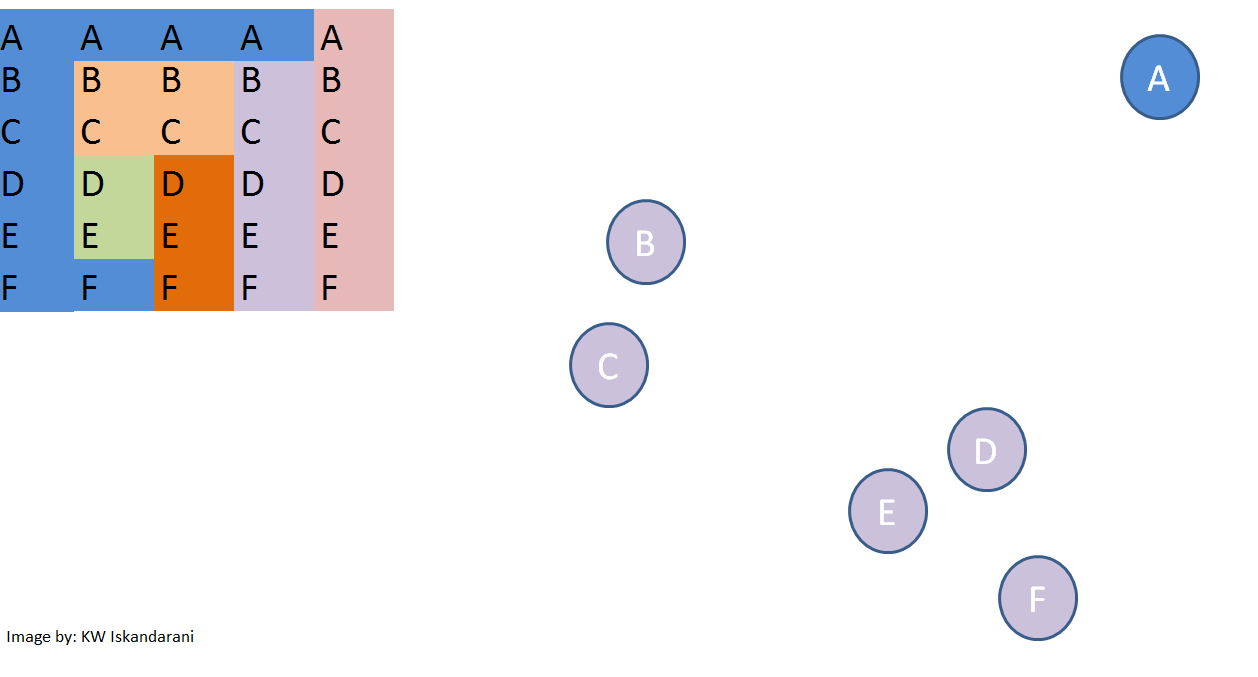 A A A A A
B B B B B
C C C C C
D D D D D
E E E E E
F F F F F
A
B
C
D
E
F
Image by: KW Iskandarani